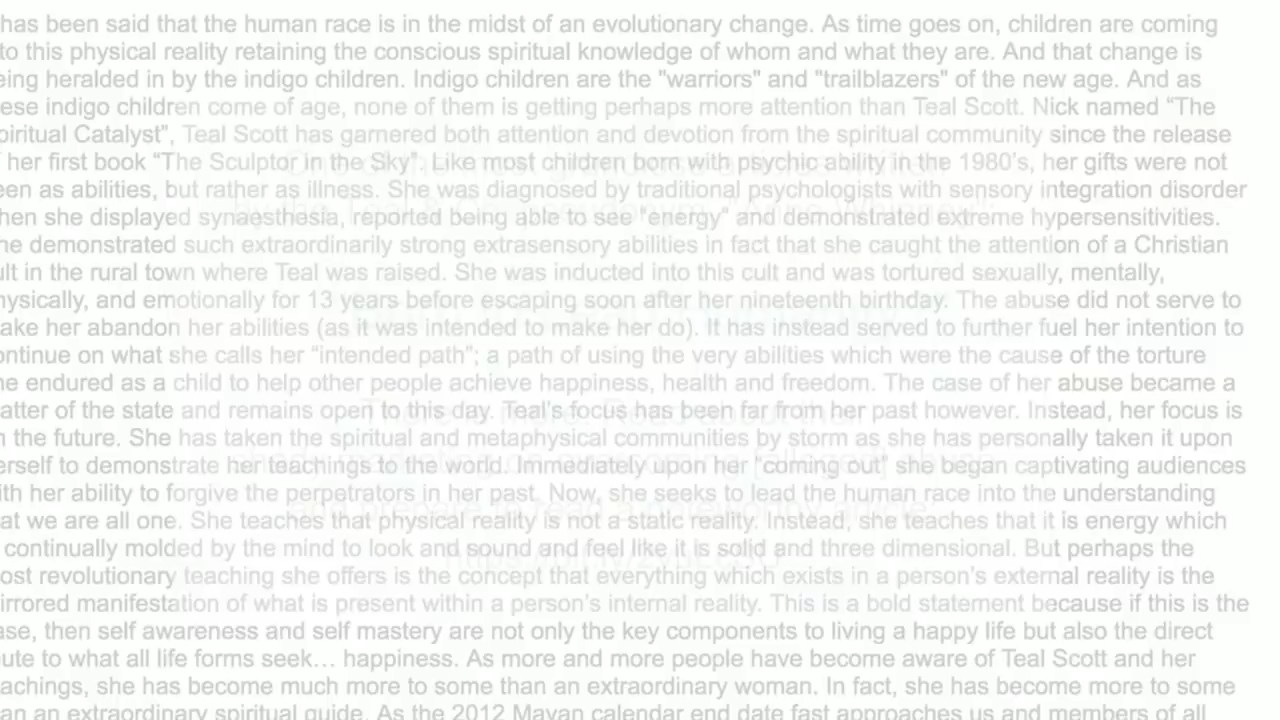 has been said that the human race is in the midst of an evolutionary change. As time goes on, children are coming
to this physical reality retaining the conscious spiritual knowledge of whom and what they are. And that change is
eing heralded in by the indigo children. Indigo children are the "warriors" and "trailblazers" of the new age. And as
ese indigo children come of age, none of them is getting perhaps more attention than Teal Scott. Nick named “The
piritual Catalyst”, Teal Scott has garnered both attention and devotion from the spiritual community since the release
her first book “The Sculptor in the Sky”. Like most children born with psychic ability in the 1980’s, her gifts were not
een as abilities, but rather as illness. She was diagnosed by traditional psychologists with sensory integration disorder
hen she displayed synaesthesia, reported being able to see "energy" and demonstrated extreme hypersensitivities.
he demonstrated such extraordinarily strong extrasensory abilities in fact that she caught the attention of a Christian
ult in the rural town where Teal was raised. She was inducted into this cult and was tortured sexually, mentally,
hysically, and emotionally for 13 years before escaping soon after her nineteenth birthday. The abuse did not serve to
ake her abandon her abilities (as it was intended to make her do). It has instead served to further fuel her intention to
ontinue on what she calls her “intended path”; a path of using the very abilities which were the cause of the torture
he endured as a child to help other people achieve happiness, health and freedom. The case of her abuse became a
atter of the state and remains open to this day. Teal’s focus has been far from her past however. Instead, her focus is
n the future. She has taken the spiritual and metaphysical communities by storm as she has personally taken it upon
erself to demonstrate her teachings to the world. Immediately upon her “coming out” she began captivating audiences
ith her ability to forgive the perpetrators in her past. Now, she seeks to lead the human race into the understanding
at we are all one. She teaches that physical reality is not a static reality. Instead, she teaches that it is energy which
continually molded by the mind to look and sound and feel like it is solid and three dimensional. But perhaps the
ost revolutionary teaching she offers is the concept that everything which exists in a person’s external reality is the
irrored manifestation of what is present within a person’s internal reality. This is a bold statement because if this is the
ase, then self awareness and self mastery are not only the key components to living a happy life but also the direct
ute to what all life forms seek… happiness. As more and more people have become aware of Teal Scott and her
achings, she has become much more to some than an extraordinary woman. In fact, she has become more to some
an an extraordinary spiritual guide. As the 2012 Mayan calendar end date fast approaches us and members of all